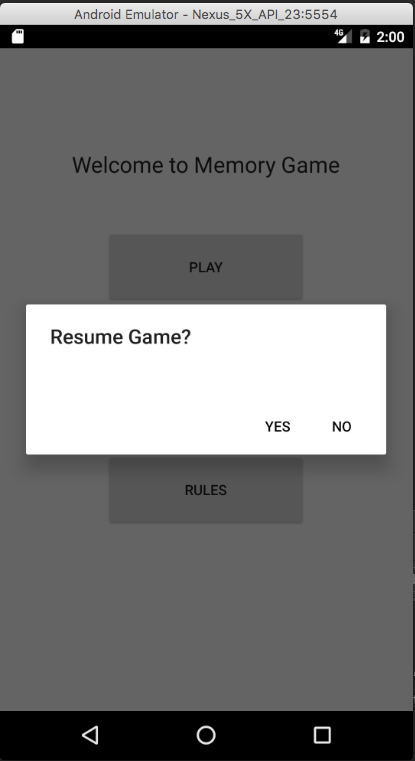 Android Emulator - Nexus_5X_API_23:5554
4G 2:00
Welcome to Memory Game
PLAY
Resume Game?
YES NO
RULES